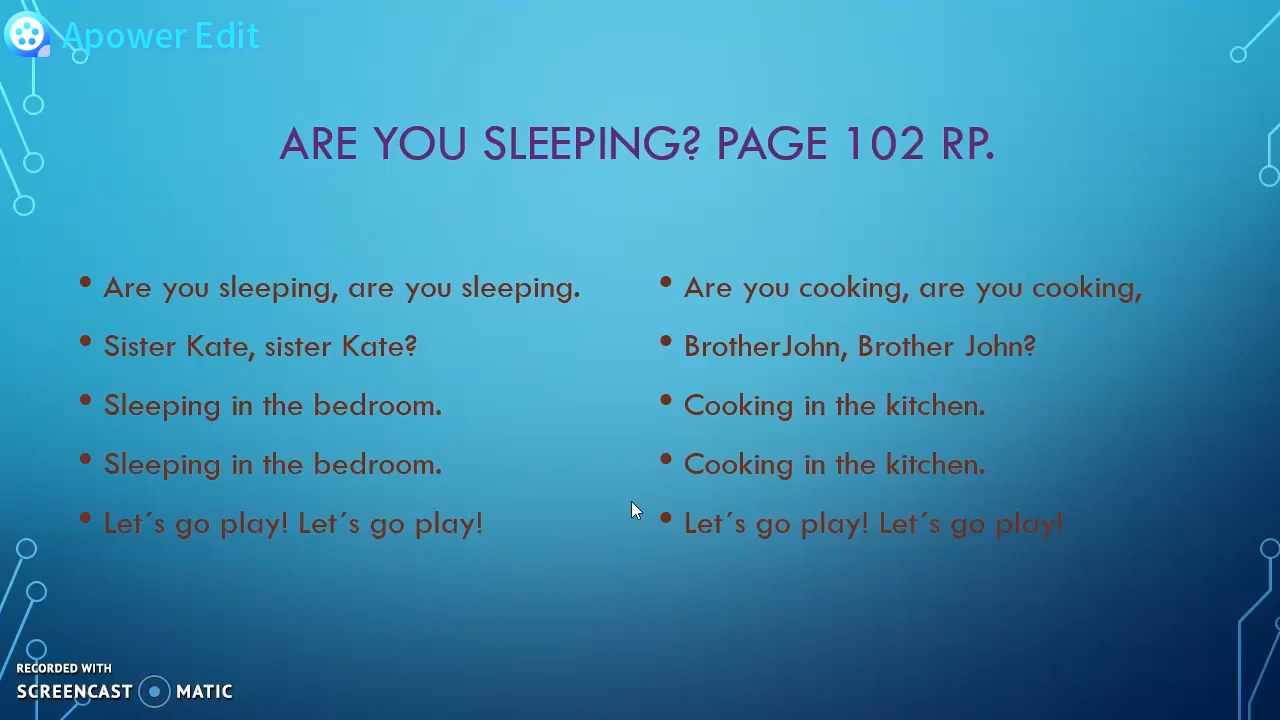 Apower Edit
ARE YOU SLEEPING? PAGE 102 RP.
• Are you sleeping, are you sleeping.
• Sister Kate, sister Kate?
• Sleeping in the bedroom.
• Sleeping in the bedroom.
• Let´s go play! Let´s go play!
• Are you cooking, are you cooking,
• BrotherJohn, Brother John?
• Cooking in the kitchen.
• Cooking in the kitchen.
• Let´s go play! Let´s go play!
RECORDED WITH
SCREENCAST MATIC